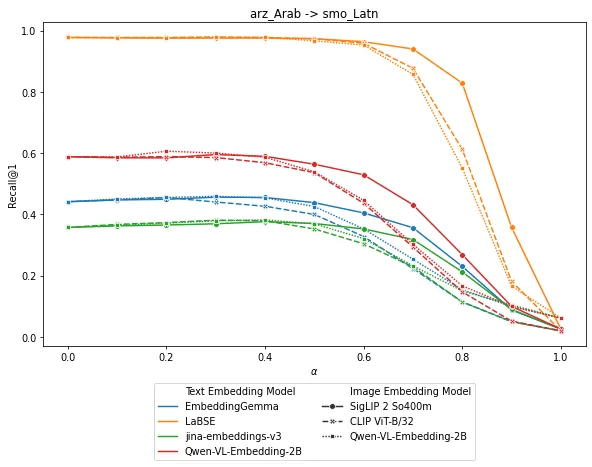 arz_Arab -> smo_Latn
Recall@1
1.0
0.8
0.6
0.4
0.2
0.0
0.0 0.2 0.4 0.6 0.8 1.0
α
Text Embedding Model
EmbeddingGemma
LaBSE
jina-embeddings-v3
Qwen-VL-Embedding-2B
Image Embedding Model
SigLIP 2 So400m
CLIP ViT-B/32
Qwen-VL-Embedding-2B